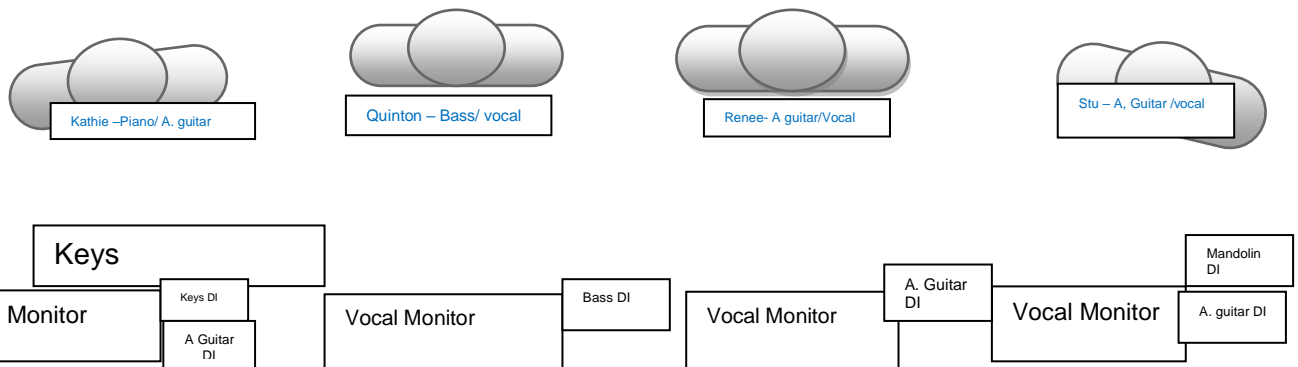 Kathie –Piano/ A. guitar
Quinton – Bass/ vocal
Renee- A guitar/Vocal
Stu – A, Guitar /vocal
Keys
Mandolin
DI
Monitor
Keys DI
A Guitar
DI
Vocal Monitor
Bass DI
Vocal Monitor
A. Guitar
DI
Vocal Monitor
A. guitar DI